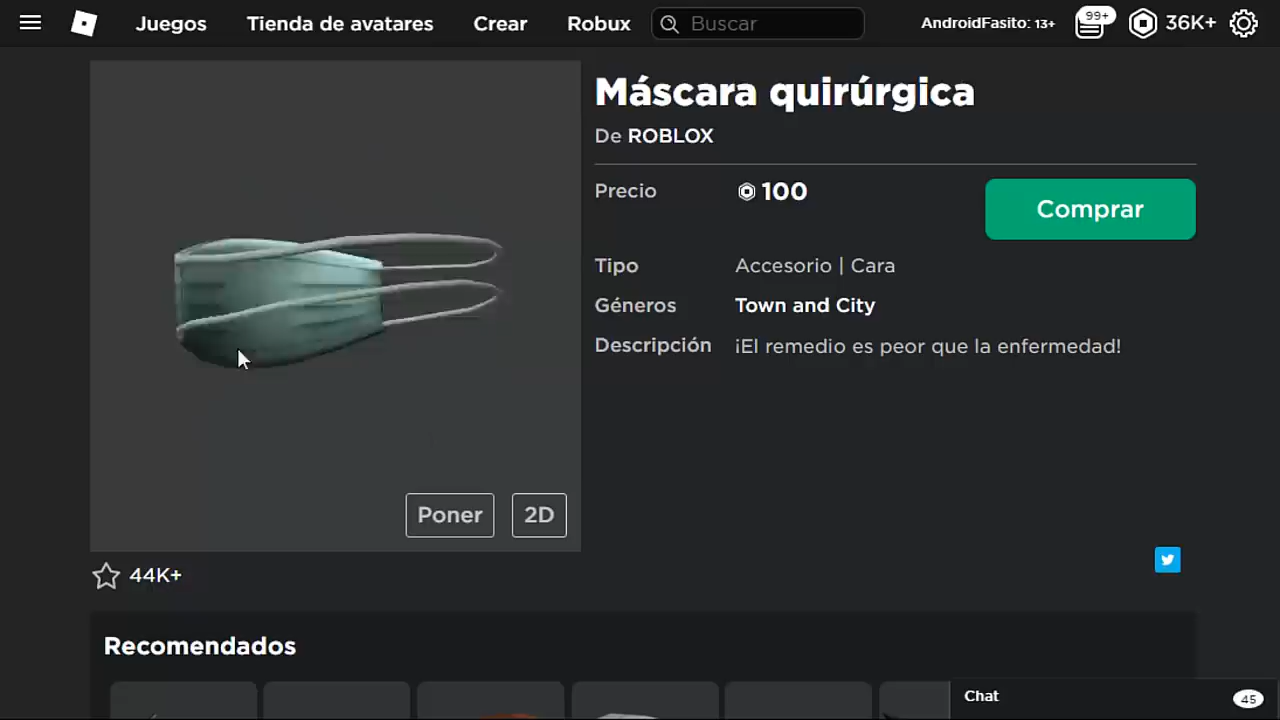 Juegos Tienda de avatares Crear Robux Buscar AndroidFasito: 13+ 99+ 36K+
Máscara quirúrgica
De ROBLOX
Precio 100
Comprar
Tipo Accesorio | Cara
Géneros Town and City
Descripción ¡El remedio es peor que la enfermedad!
Poner 2D
44K+
Recomendados
Chat 45